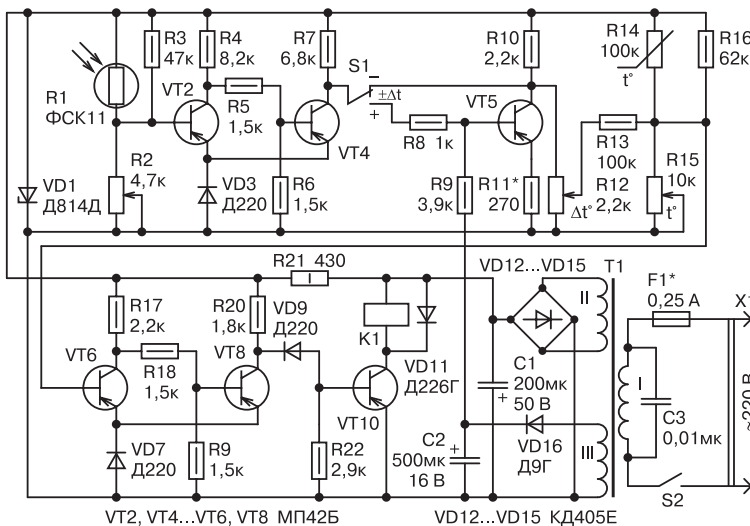 R3
47к
R4
8,2к
R7
6,8к
S1
R10
2,2к
R14
100к
t°
R16
62к
R1
ФСК11
VT2
R5
1,5к
−
±Δt
+
VT5
R8 1к
VT4
R13
100к
R2
4,7к
VD1
Д814Д
VD3
Д220
R6
1,5к
R9
3,9к
R11*
270
Δt°
R12
2,2к
R15
10к
t°
R21 430
VD12...VD15
T1
F1*
0,25 А
X1
R17
2,2к
R20
1,8к
VD9
Д220
K1
II
VT6
R18
1,5к
VT8
VD11
Д226Г
VT10
C1
200мк
50 В
+
I
C3
0,01мк
≈220 В
VD7
Д220
R9
1,5к
R22
2,9к
C2
500мк
16 В
+
VD16
Д9Г
III
S2
VT2, VT4...VT6, VT8 МП42Б
VD12...VD15 КД405Е